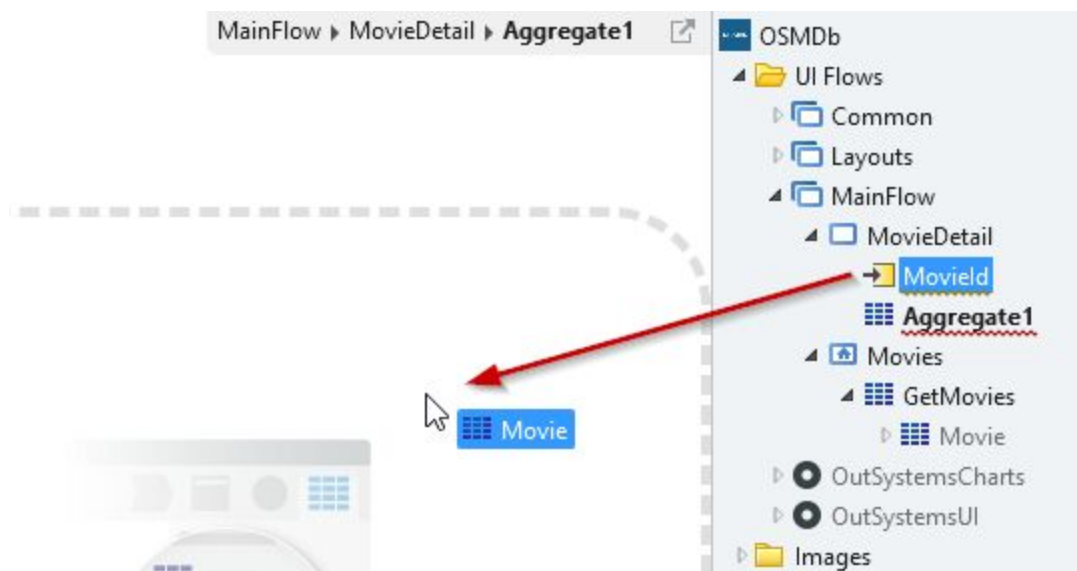 MainFlow ▸ MovieDetail ▸ Aggregate1
OSMDb
UI Flows
Common
Layouts
MainFlow
MovieDetail
MovieId
Aggregate1
Movies
GetMovies
Movie
Movie
OutSystemsCharts
OutSystemsUI
Images